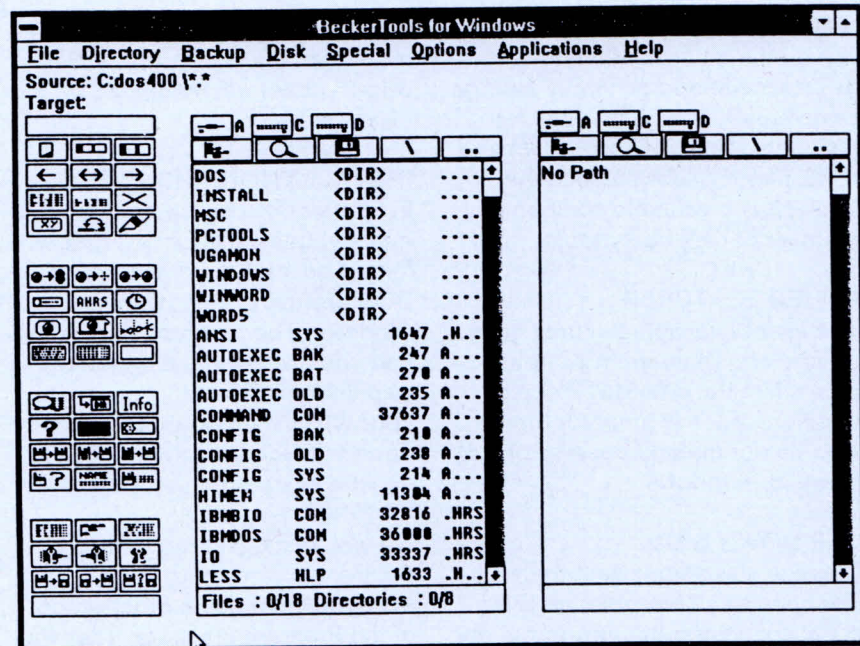 BeckerTools for Windows
File Directory Backup Disk Special Options Applications Help
Source: C:dos400 \*.*
Target:
A C D
\ ..
DOS <DIR> ....
INSTALL <DIR> ....
MSC <DIR> ....
PCTOOLS <DIR> ....
VGAMON <DIR> ....
WINDOWS <DIR> ....
WINWORD <DIR> ....
WORD5 <DIR> ....
ANSI SYS 1647 .H..
AUTOEXEC BAK 247 A...
AUTOEXEC BAT 270 A...
AUTOEXEC OLD 235 A...
COMMAND COM 37637 A...
CONFIG BAK 210 A...
CONFIG OLD 238 A...
CONFIG SYS 214 A...
HIMEM SYS 11304 A...
IBMBIO COM 32816 .HRS
IBMDOS COM 36000 .HRS
IO SYS 33337 .HRS
LESS HLP 1633 .H..
Files : 0/18 Directories : 0/8
A C D
\ ..
No Path
XY
AHRS
Info
?
?
NAME